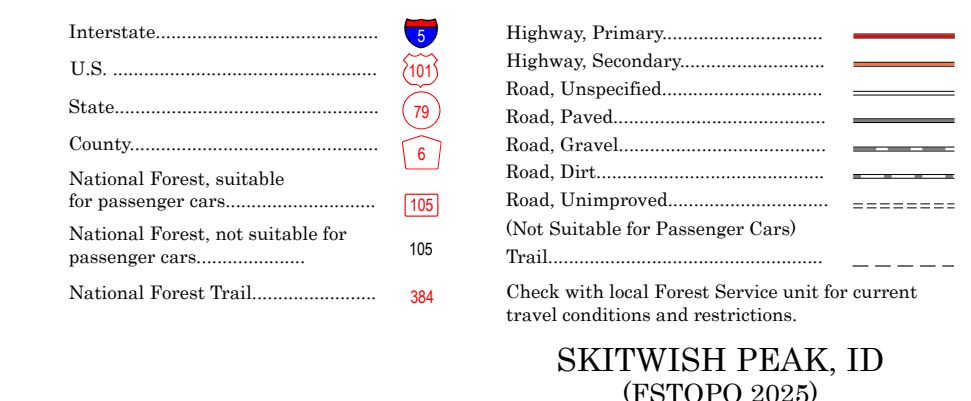 Interstate.......................................... 5
U.S. .................................................. 101
State.................................................. 79
County............................................... 6
National Forest, suitable
for passenger cars............................. 105
National Forest, not suitable for
passenger cars..................... 105
National Forest Trail........................ 384
Highway, Primary..............................
Highway, Secondary...........................
Road, Unspecified..............................
Road, Paved........................................
Road, Gravel.......................................
Road, Dirt...........................................
Road, Unimproved..............................
(Not Suitable for Passenger Cars)
Trail....................................................
Check with local Forest Service unit for current
travel conditions and restrictions.
SKITWISH PEAK, ID
(FSTOPO 2025)